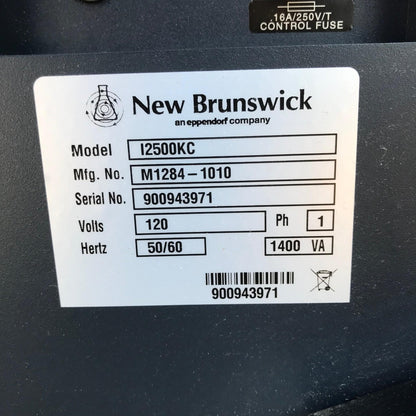 .16A/250V/T
CONTROL FUSE
New Brunswick
an eppendorf company
Model I2500KC
Mfg. No. M1284-1010
Serial No. 900943971
Volts 120 Ph 1
Hertz 50/60 1400 VA
900943971